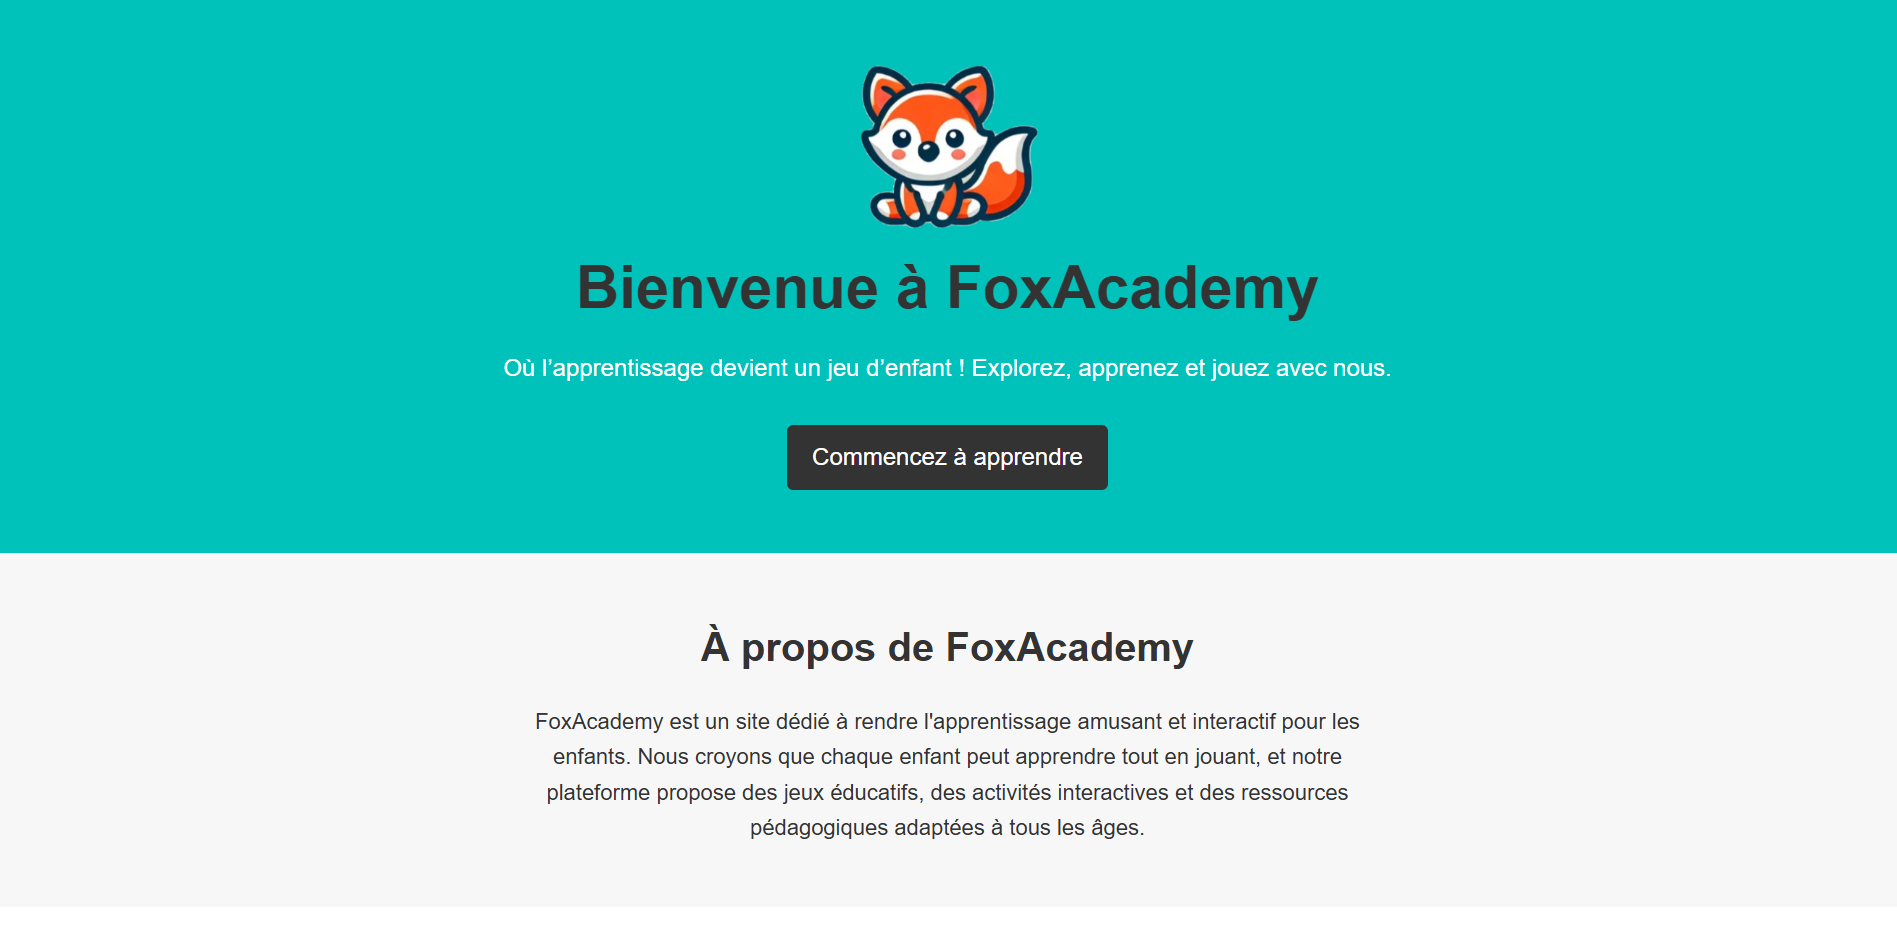 Bienvenue à FoxAcademy
Où l’apprentissage devient un jeu d’enfant ! Explorez, apprenez et jouez avec nous.
Commencez à apprendre
À propos de FoxAcademy
FoxAcademy est un site dédié à rendre l'apprentissage amusant et interactif pour les
enfants. Nous croyons que chaque enfant peut apprendre tout en jouant, et notre
plateforme propose des jeux éducatifs, des activités interactives et des ressources
pédagogiques adaptées à tous les âges.